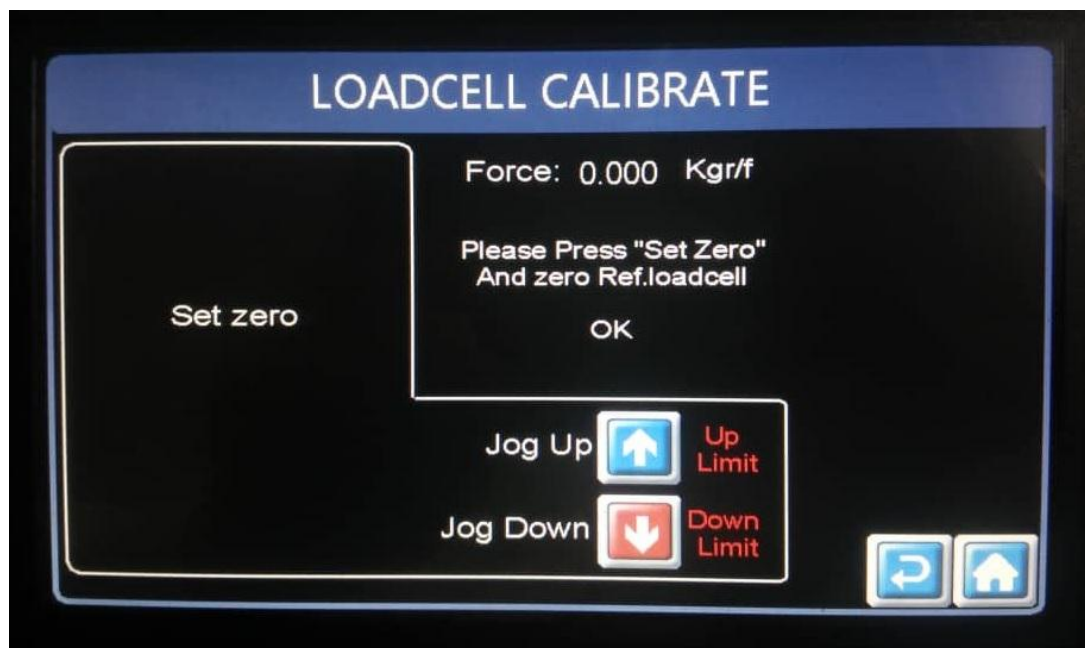 LOADCELL CALIBRATE
Force: 0.000 Kgr/f
Please Press "Set Zero"
And zero Ref.loadcell
Set zero
OK
Jog Up
Up
Limit
Jog Down
Down
Limit